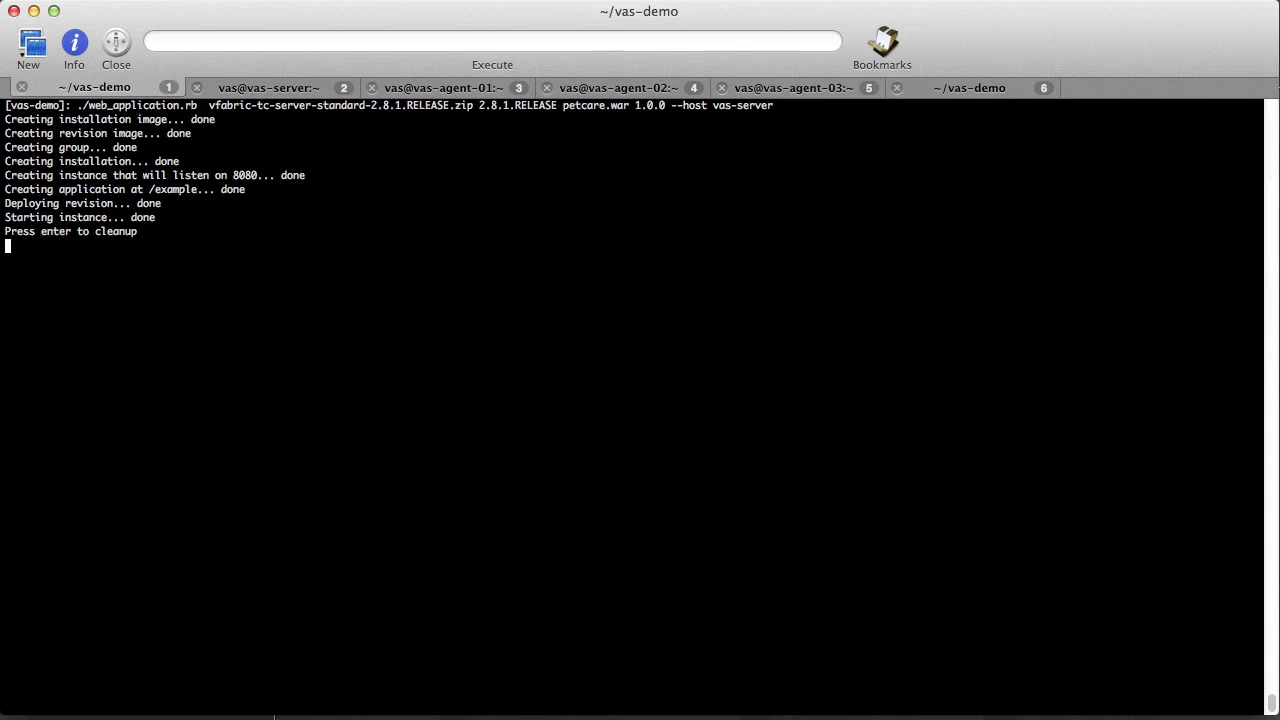 ~/vas-demo
New
Info
Close
Execute
Bookmarks
~/vas-demo 1
vas@vas-server:~ 2
vas@vas-agent-01:~ 3
vas@vas-agent-02:~ 4
vas@vas-agent-03:~ 5
~/vas-demo 6
[vas-demo]: ./web_application.rb  vfabric-tc-server-standard-2.8.1.RELEASE.zip 2.8.1.RELEASE petcare.war 1.0.0 --host vas-server
Creating installation image... done
Creating revision image... done
Creating group... done
Creating installation... done
Creating instance that will listen on 8080... done
Creating application at /example... done
Deploying revision... done
Starting instance... done
Press enter to cleanup